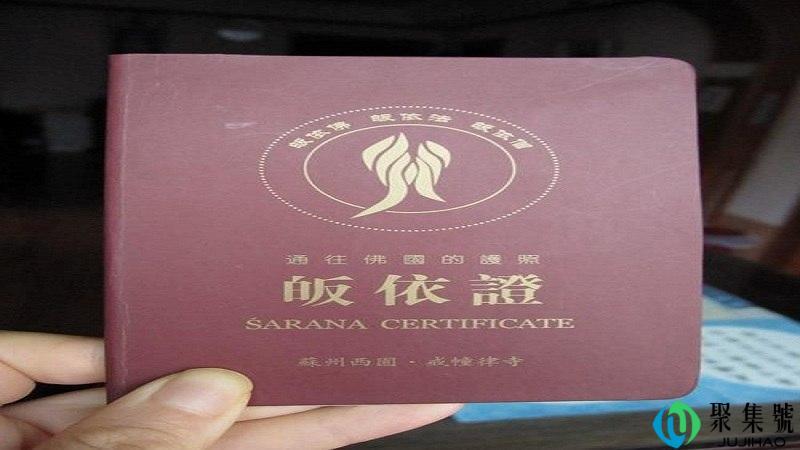 皈依佛 皈依法 皈依僧
通往佛國的護照
皈依證
ŚARANA CERTIFICATE
蘇州西園·戒幢律寺
聚集號
JUJIHAO